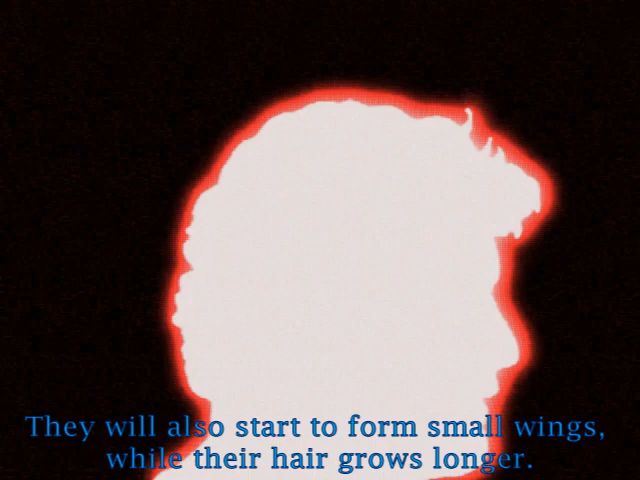 They will also start to form small wings,
while their hair grows longer.